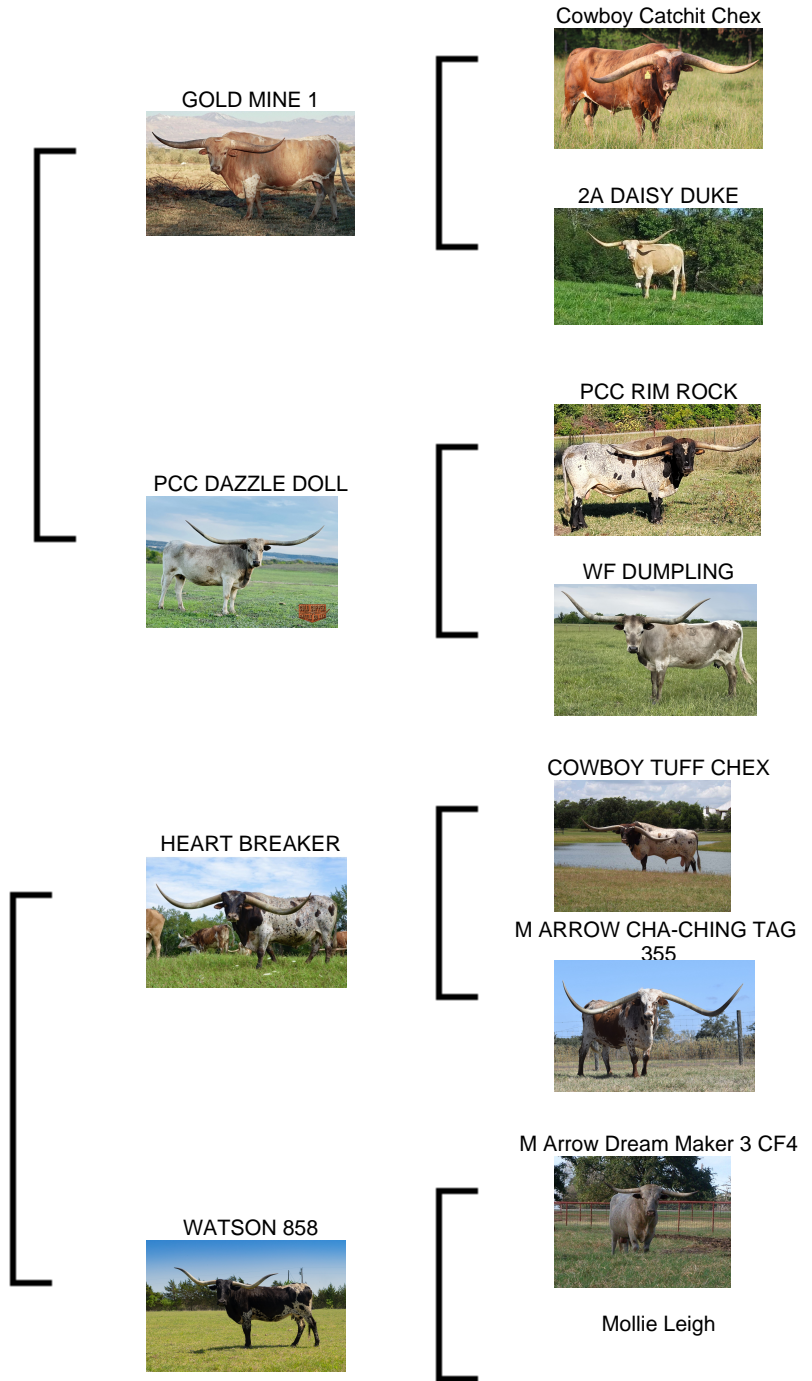 Cowboy Catchit Chex
GOLD MINE 1
2A DAISY DUKE
PCC RIM ROCK
PCC DAZZLE DOLL
WF DUMPLING
COWBOY TUFF CHEX
HEART BREAKER
M ARROW CHA-CHING TAG
355
M Arrow Dream Maker 3 CF4
WATSON 858
Mollie Leigh